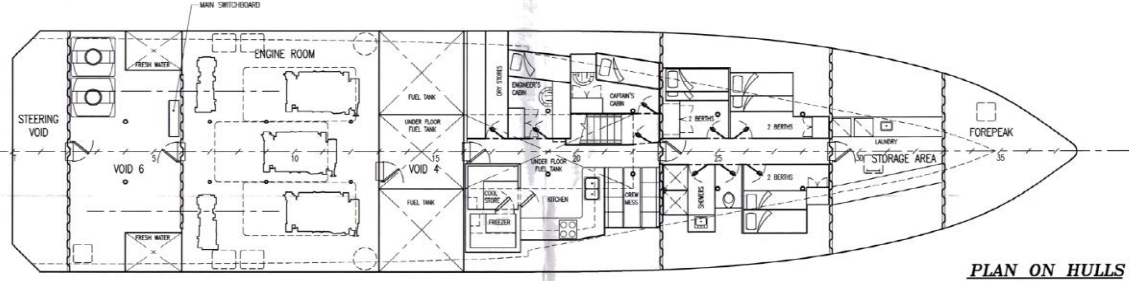 MAIN SWITCHBOARD
FRESH WATER
ENGINE ROOM
FUEL TANK
DRY STORES
ENGINEER'S
CABIN
CAPTAIN'S
CABIN
2 BERTHS
2 BERTHS
LAUNDRY
FOREPEAK
STEERING
VOID
UNDER FLOOR
FUEL TANK
5
10
15
20
25
30
35
VOID 6
VOID 4
UNDER FLOOR
FUEL TANK
STORAGE AREA
FUEL TANK
COOL
STORE
FREEZER
KITCHEN
CREW
MESS
SHOWERS
2 BERTHS
FRESH WATER
PLAN ON HULLS